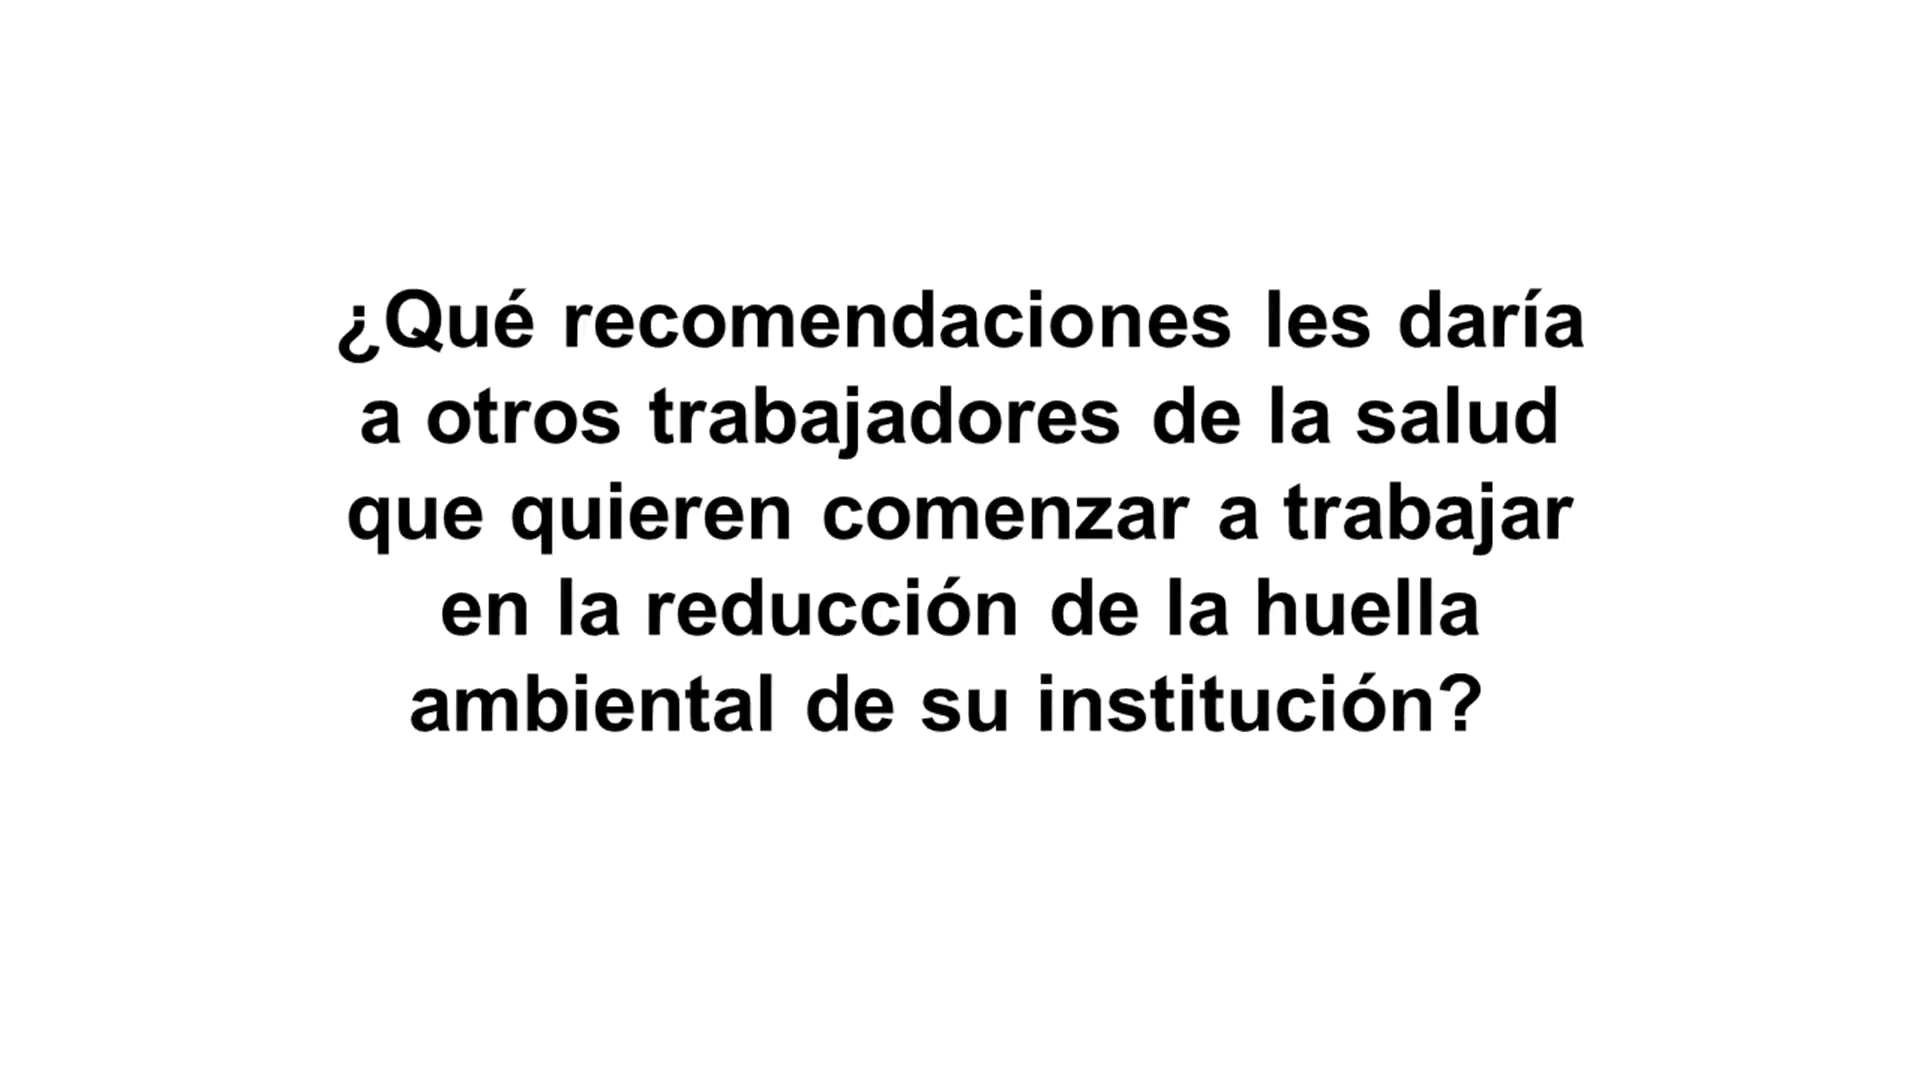 ¿Qué recomendaciones les daría
a otros trabajadores de la salud
que quieren comenzar a trabajar
en la reducción de la huella
ambiental de su institución?